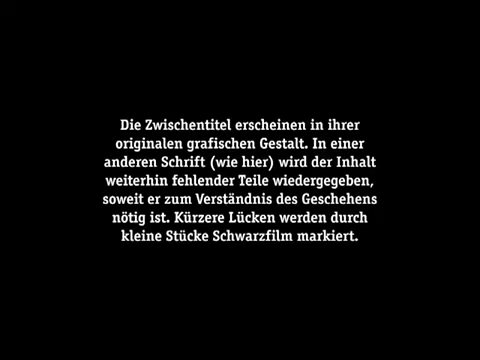 Die Zwischentitel erscheinen in ihrer
originalen grafischen Gestalt. In einer
anderen Schrift (wie hier) wird der Inhalt
weiterhin fehlender Teile wiedergegeben,
soweit er zum Verständnis des Geschehens
nötig ist. Kürzere Lücken werden durch
kleine Stücke Schwarzfilm markiert.